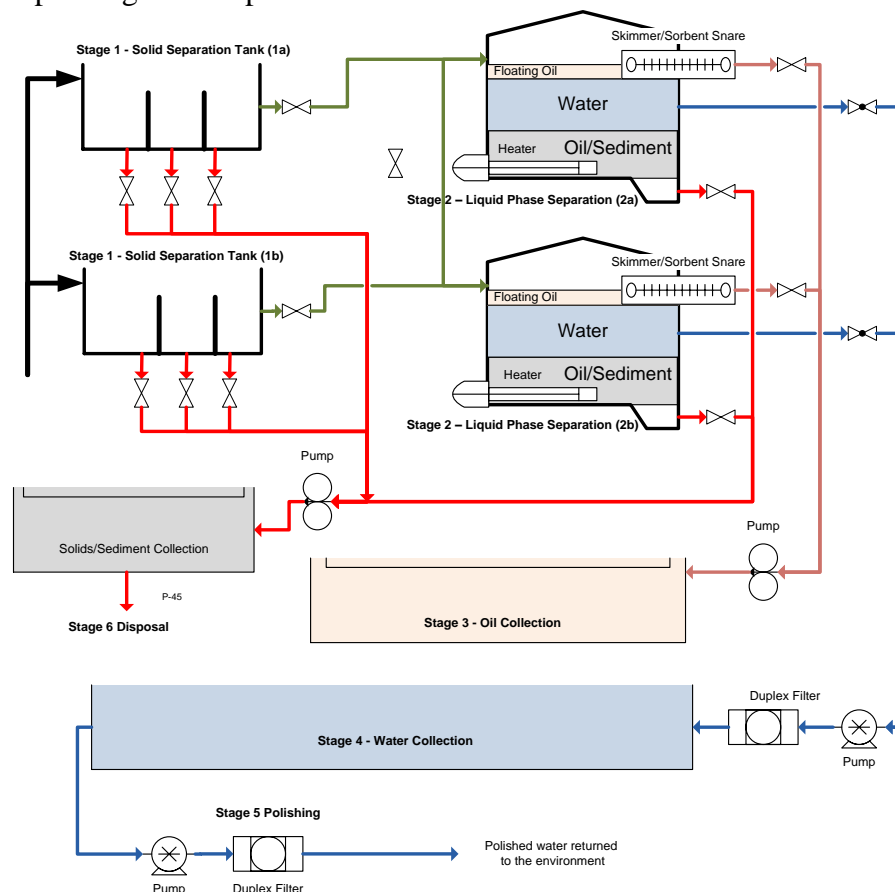 Stage 1 - Solid Separation Tank (1a)
Skimmer/Sorbent Snare
Floating Oil
Water
Heater
Oil/Sediment
Stage 2 – Liquid Phase Separation (2a)
Stage 1 - Solid Separation Tank (1b)
Skimmer/Sorbent Snare
Floating Oil
Water
Heater
Oil/Sediment
Stage 2 – Liquid Phase Separation (2b)
Pump
Pump
Solids/Sediment Collection
P-45
Stage 6 Disposal
Stage 3 - Oil Collection
Duplex Filter
Stage 4 - Water Collection
Pump
Stage 5 Polishing
Polished water returned
to the environment
Pump
Duplex Filter